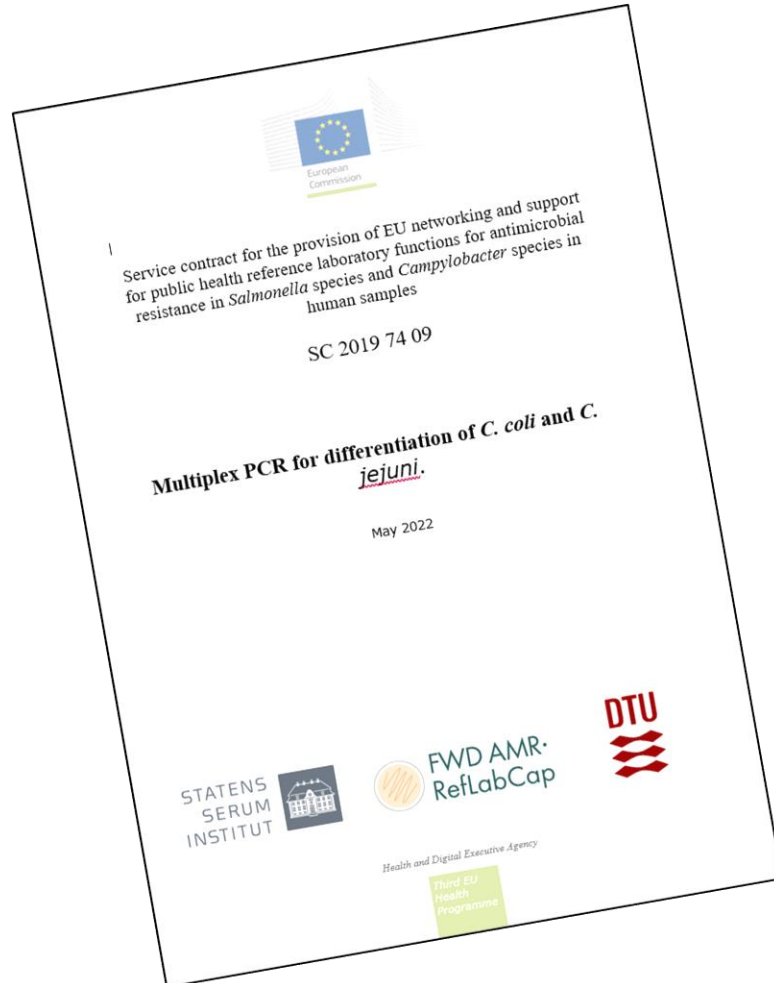 European
Commission
Service contract for the provision of EU networking and support
for public health reference laboratory functions for antimicrobial
resistance in Salmonella species and Campylobacter species in
human samples
SC 2019 74 09
Multiplex PCR for differentiation of C. coli and C.
jejuni.
May 2022
STATENS
SERUM
INSTITUT
FWD AMR·
RefLabCap
DTU
Health and Digital Executive Agency
Third EU
Health
Programme